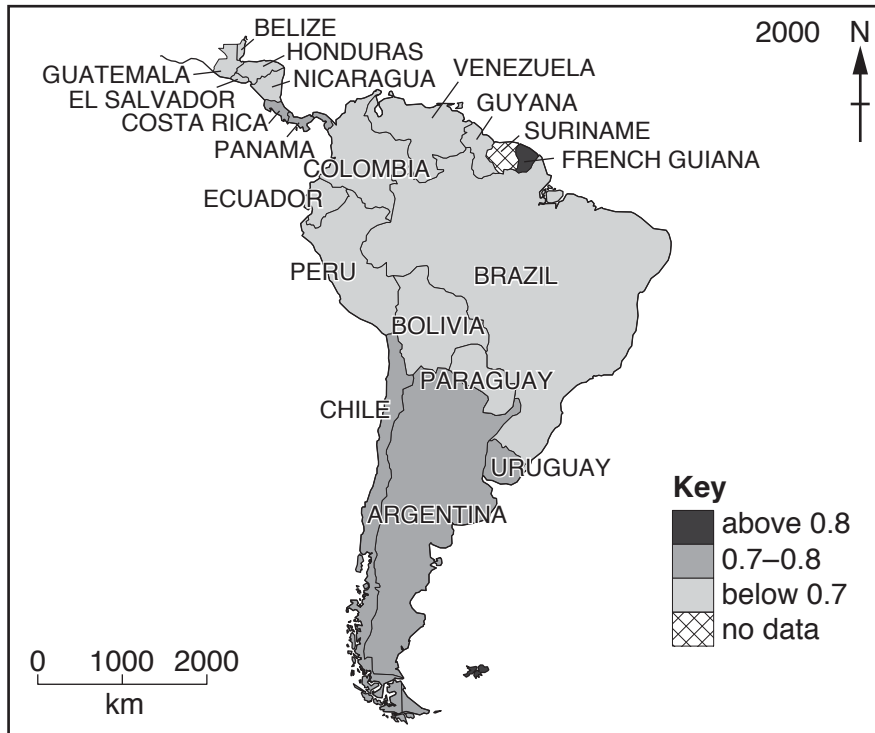 BELIZE
2000 N
HONDURAS
GUATEMALA
NICARAGUA
VENEZUELA
EL SALVADOR
GUYANA
COSTA RICA
SURINAME
PANAMA
FRENCH GUIANA
COLOMBIA
ECUADOR
PERU
BRAZIL
BOLIVIA
PARAGUAY
CHILE
URUGUAY
ARGENTINA
Key
above 0.8
0.7–0.8
below 0.7
no data
0 1000 2000
km